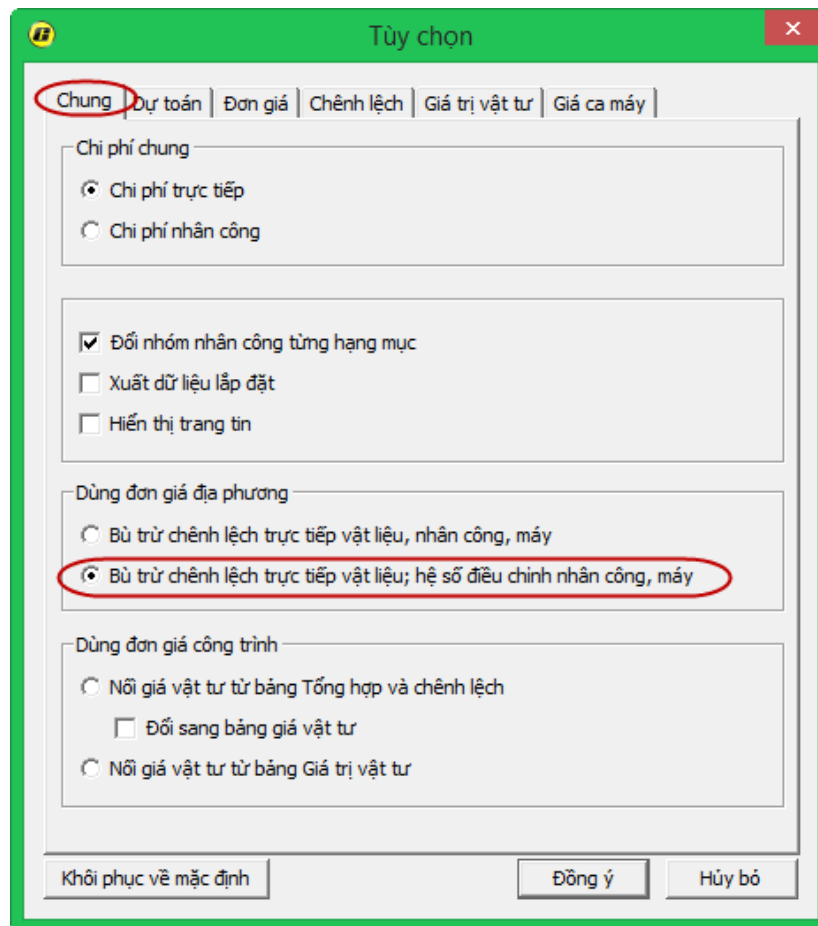 Tùy chọn
Chung Dự toán Đơn giá Chênh lệch Giá trị vật tư Giá ca máy
Chi phí chung
Chi phí trực tiếp
Chi phí nhân công
Đổi nhóm nhân công từng hạng mục
Xuất dữ liệu lắp đặt
Hiển thị trang tin
Dùng đơn giá địa phương
Bù trừ chênh lệch trực tiếp vật liệu, nhân công, máy
Bù trừ chênh lệch trực tiếp vật liệu; hệ số điều chỉnh nhân công, máy
Dùng đơn giá công trình
Nối giá vật tư từ bảng Tổng hợp và chênh lệch
Đổi sang bảng giá vật tư
Nối giá vật tư từ bảng Giá trị vật tư
Khôi phục về mặc định Đồng ý Hủy bỏ